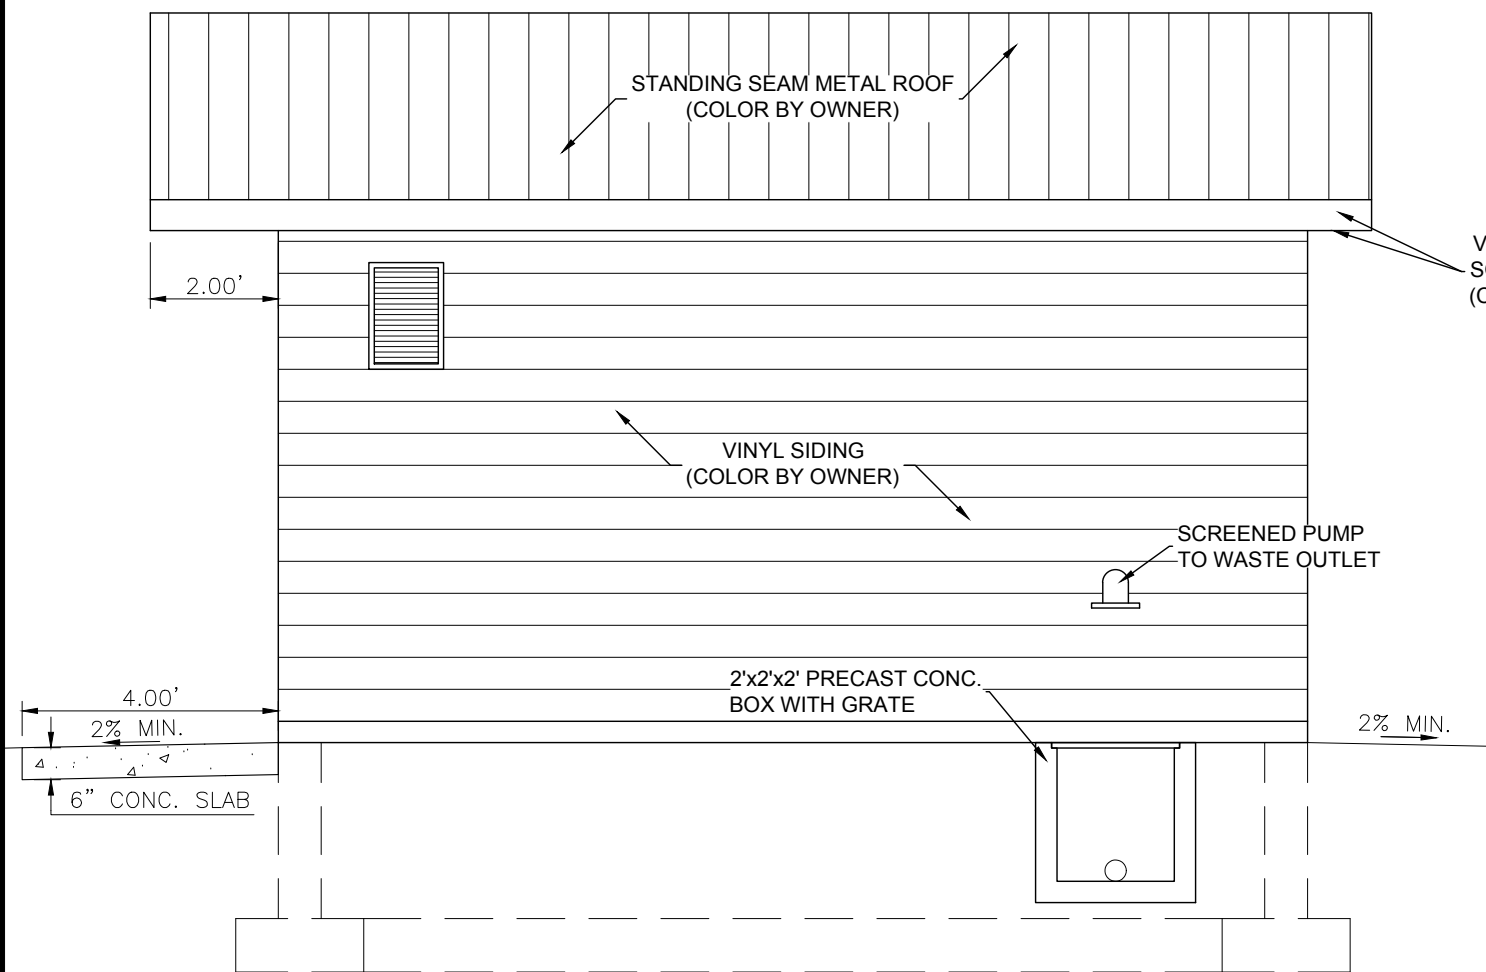 STANDING SEAM METAL ROOF
(COLOR BY OWNER)
2.00'
VINYL SIDING
(COLOR BY OWNER)
SCREENED PUMP
TO WASTE OUTLET
2'x2'x2' PRECAST CONC.
BOX WITH GRATE
4.00'
2% MIN.
2% MIN.
6" CONC. SLAB